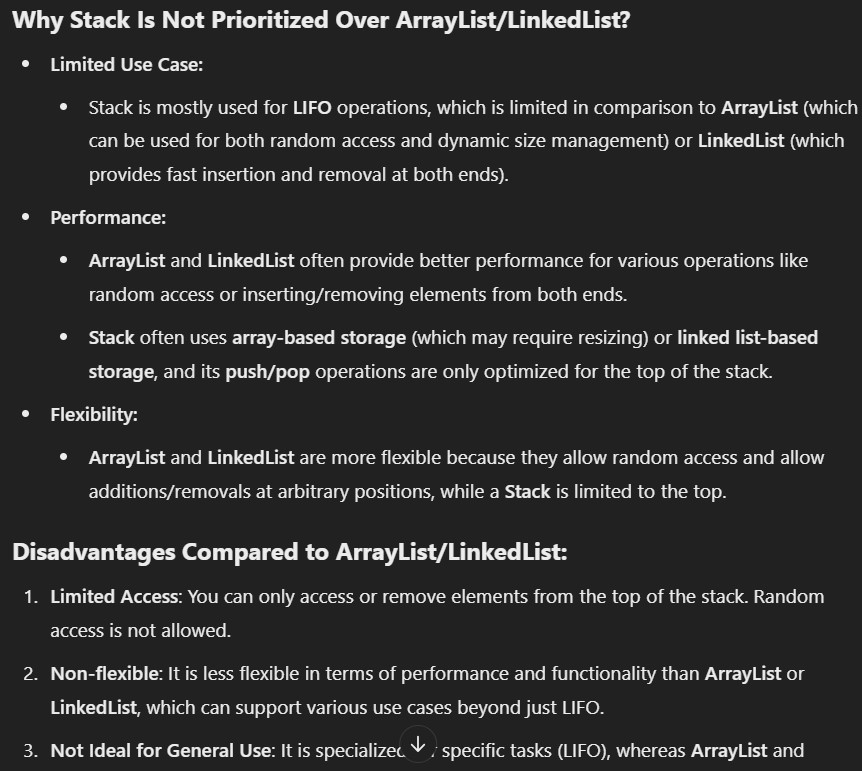 Why Stack Is Not Prioritized Over ArrayList/LinkedList?
Limited Use Case:
Stack is mostly used for LIFO operations, which is limited in comparison to ArrayList (which
can be used for both random access and dynamic size management) or LinkedList (which
provides fast insertion and removal at both ends).
Performance:
ArrayList and LinkedList often provide better performance for various operations like
random access or inserting/removing elements from both ends.
Stack often uses array-based storage (which may require resizing) or linked list-based
storage, and its push/pop operations are only optimized for the top of the stack.
Flexibility:
ArrayList and LinkedList are more flexible because they allow random access and allow
additions/removals at arbitrary positions, while a Stack is limited to the top.
Disadvantages Compared to ArrayList/LinkedList:
1. Limited Access: You can only access or remove elements from the top of the stack. Random
access is not allowed.
2. Non-flexible: It is less flexible in terms of performance and functionality than ArrayList or
LinkedList, which can support various use cases beyond just LIFO.
3. Not Ideal for General Use: It is specialized specific tasks (LIFO), whereas ArrayList and